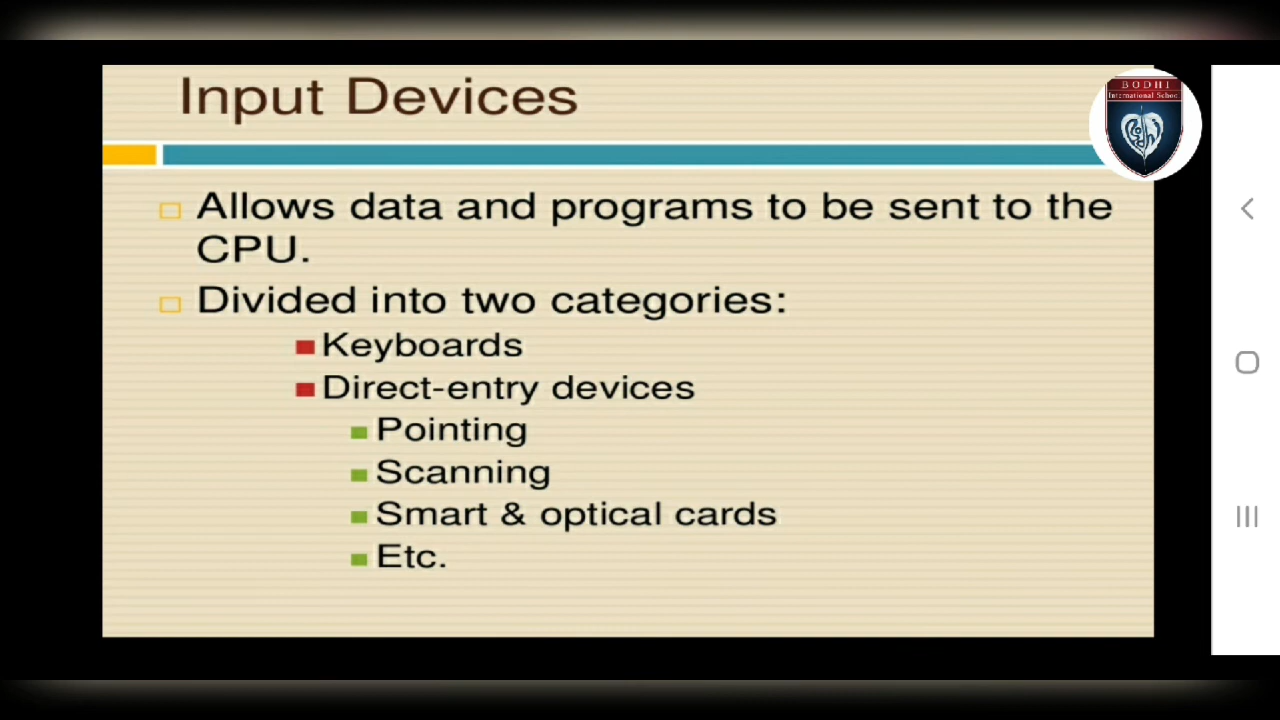 Input Devices
BODHI
International School
Allows data and programs to be sent to the
CPU.
Divided into two categories:
Keyboards
Direct-entry devices
Pointing
Scanning
Smart & optical cards
Etc.